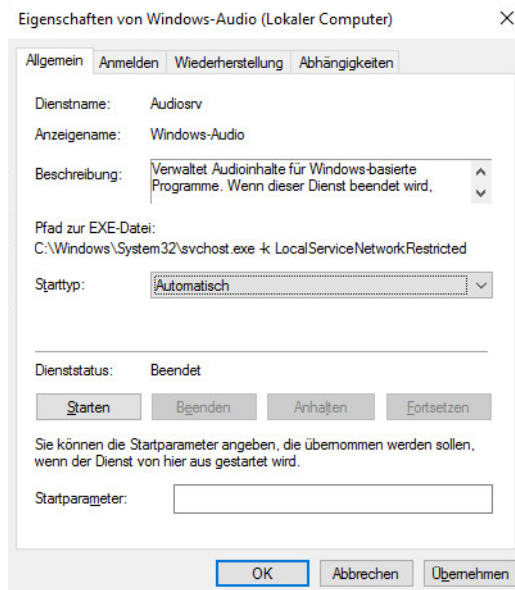 Eigenschaften von Windows-Audio (Lokaler Computer)
Allgemein Anmelden Wiederherstellung Abhängigkeiten
Dienstname: Audiosrv
Anzeigename: Windows-Audio
Beschreibung: Verwaltet Audioinhalte für Windows-basierte
Programme. Wenn dieser Dienst beendet wird,
Pfad zur EXE-Datei:
C:\Windows\System32\svchost.exe -k LocalServiceNetworkRestricted
Starttyp: Automatisch
Dienststatus: Beendet
Starten Beenden Anhalten Fortsetzen
Sie können die Startparameter angeben, die übernommen werden sollen,
wenn der Dienst von hier aus gestartet wird.
Startparameter:
OK Abbrechen Übernehmen